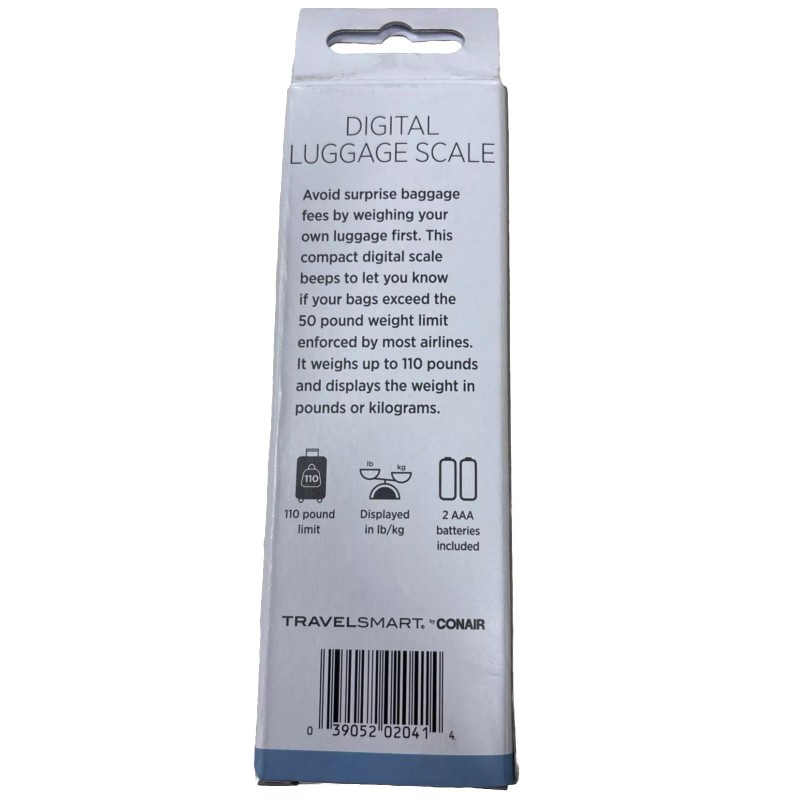 DIGITAL
LUGGAGE SCALE
Avoid surprise baggage
fees by weighing your
own luggage first. This
compact digital scale
beeps to let you know
if your bags exceed the
50 pound weight limit
enforced by most airlines.
It weighs up to 110 pounds
and displays the weight in
pounds or kilograms.
110
lb kg
110 pound
limit
Displayed
in lb/kg
2 AAA
batteries
included
TRAVELSMART® by CONAIR
0 39052 02041 4